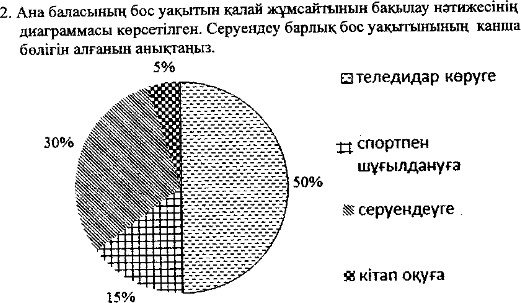 2. Ана баласының бос уақытын қалай жұмсайтынын бақылау нәтижесінің
диаграммасы көрсетілген. Серуендеу барлық бос уақытынының қанша
бөлігін алғанын анықтаңыз.
5%
теледидар көруге
30%
спортпен
шұғылдануға
50%
серуендеуге
кітап оқуға
15%